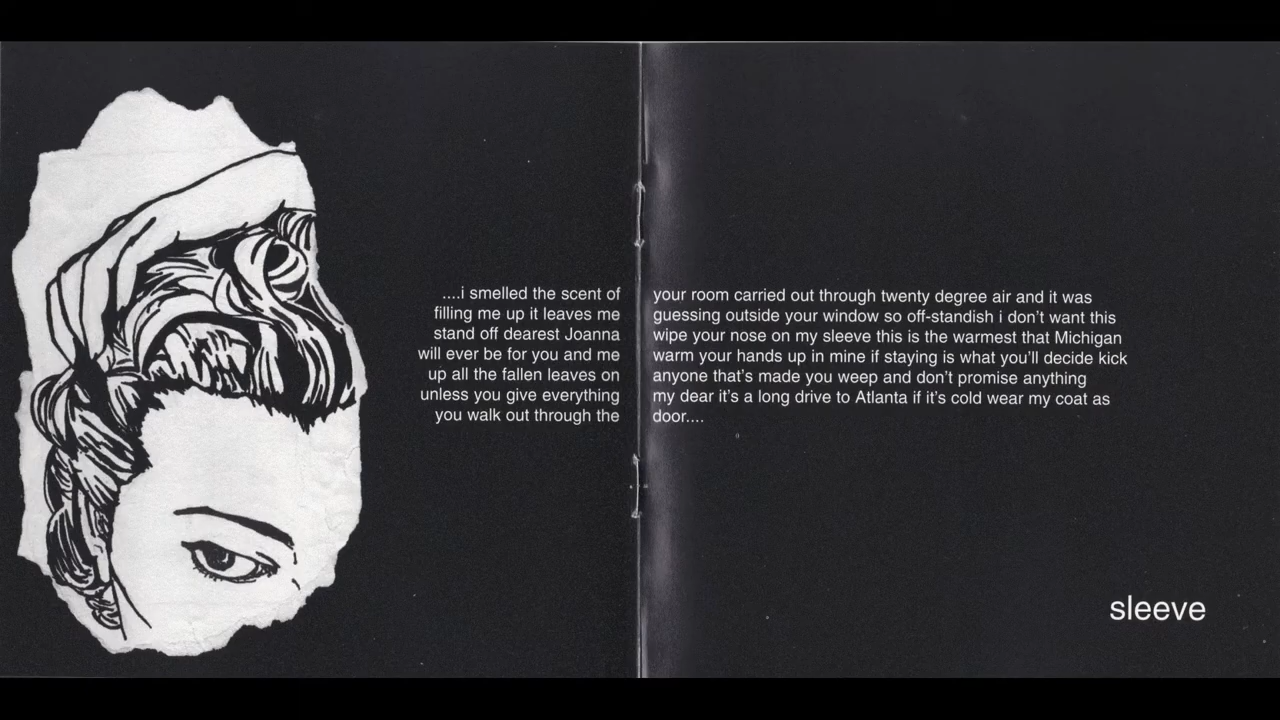 ....i smelled the scent of your room carried out through twenty degree air and it was
filling me up it leaves me guessing outside your window so off-standish i don't want this
stand off dearest Joanna wipe your nose on my sleeve this is the warmest that Michigan
will ever be for you and me warm your hands up in mine if staying is what you'll decide kick
up all the fallen leaves on anyone that's made you weep and don't promise anything
unless you give everything my dear it's a long drive to Atlanta if it's cold wear my coat as
you walk out through the door....
sleeve